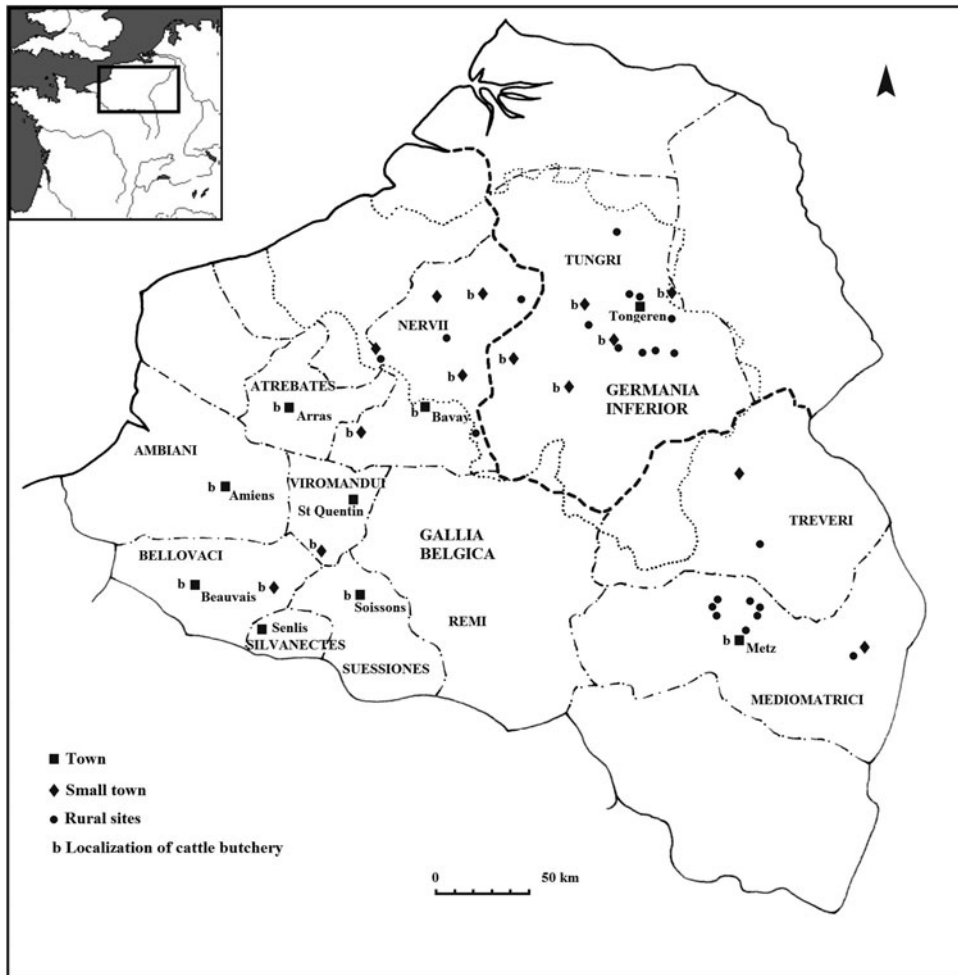 TUNGRI
b
b
b
Tongeren
NERVII
b
b
b
b
GERMANIA
INFERIOR
ATREBATES
b
Arras
b
Bavay
b
AMBIANI
b
Amiens
VIROMANDUI
St Quentin
TREVERI
GALLIA
BELGICA
b
BELLOVACI
b
Beauvais
b
b
Soissons
REMI
Senlis
SILVANECTES
SUESSIONES
b
Metz
MEDIOMATRICI
Town
Small town
Rural sites
b Localization of cattle butchery
0 50 km